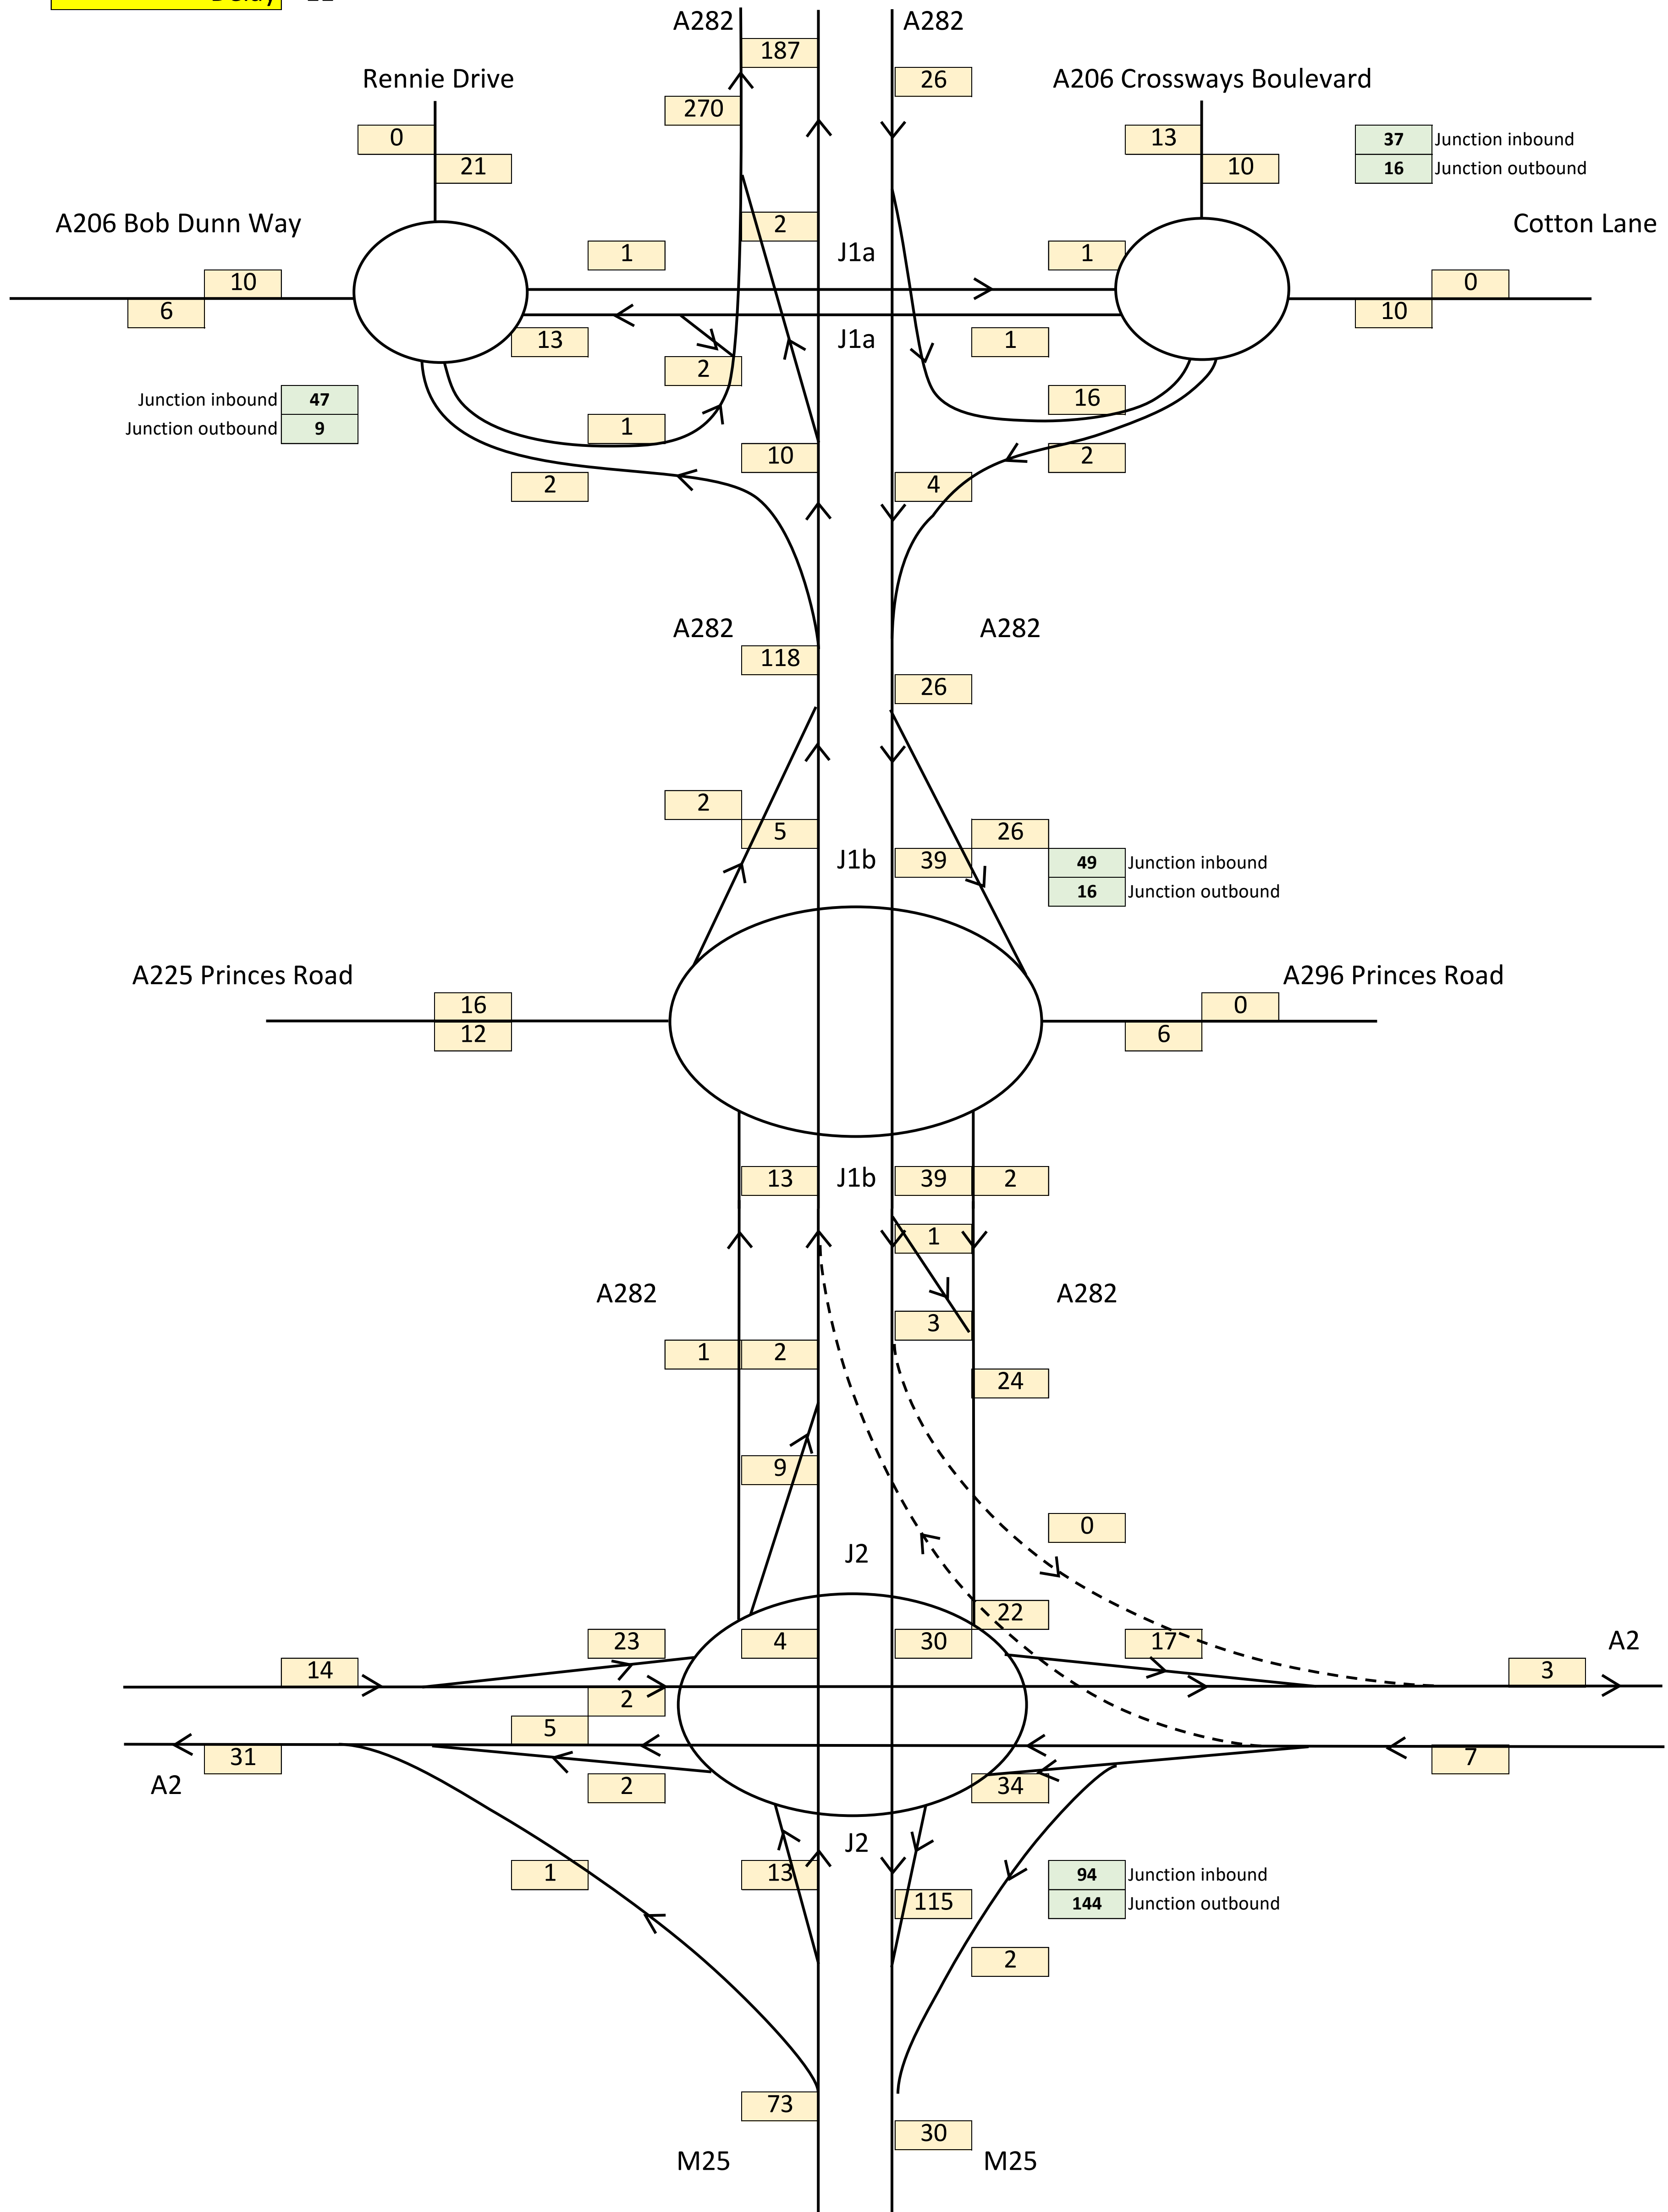 Delay
A282 A282
187
26
Rennie Drive A206 Crossways Boulevard
270
0 13 37 Junction inbound
21 10 16 Junction outbound
A206 Bob Dunn Way 2 Cotton Lane
1 J1a 1
10 0
6 10
13 J1a 1
2
Junction inbound 47 16
Junction outbound 9 1
10 2
2 4
A282 A282
118
26
2
5 26
J1b 39 49 Junction inbound
16 Junction outbound
A225 Princes Road A296 Princes Road
16 0
12 6
13 J1b 39 2
1
A282 A282
3
1 2
24
9
0
J2
22
23 4 30 17 A2
14 3
2
5
31 7
A2 2 34
J2
1 13 94 Junction inbound
115 144 Junction outbound
2
73
30
M25 M25